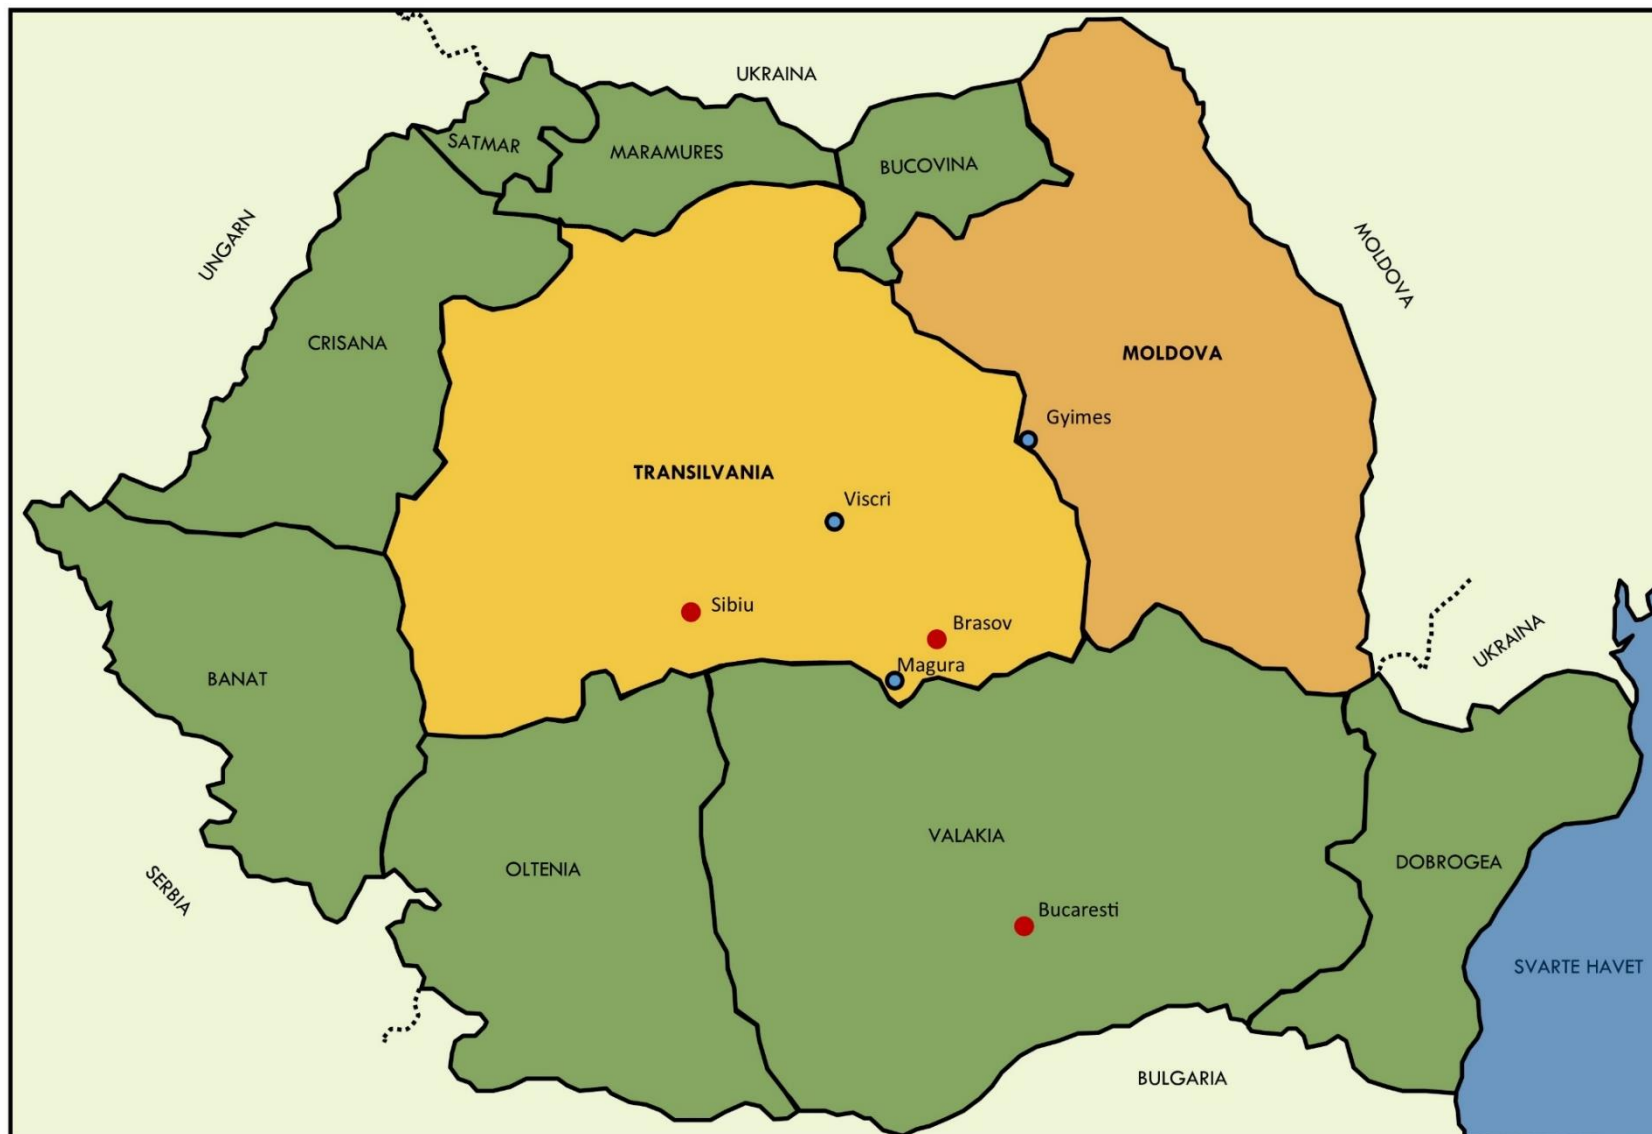 UKRAINA
SATMAR
MARAMURES
BUCOVINA
UNGARN
MOLDOVA
CRISANA
MOLDOVA
Gyimes
TRANSILVANIA
Viscri
Sibiu
Brasov
UKRAINA
Magura
BANAT
VALAKIA
OLTENIA
DOBROGEA
SERBIA
Bucaresti
SVARTE HAVET
BULGARIA